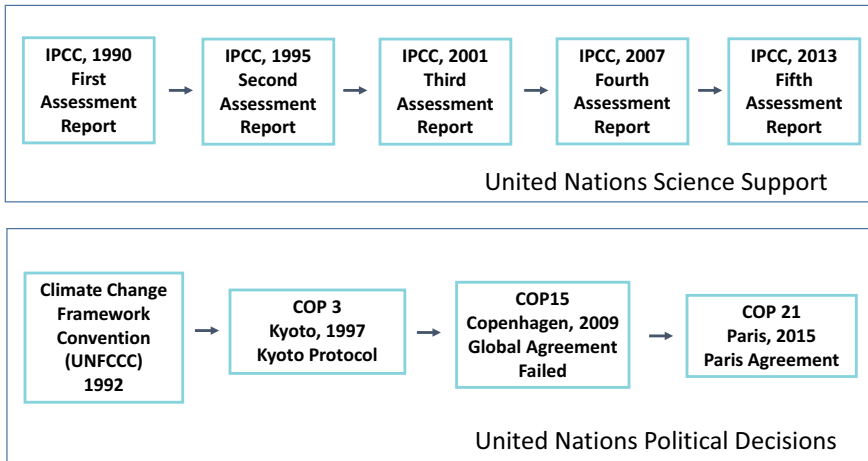 IPCC, 1990
First
Assessment
Report
IPCC, 1995
Second
Assessment
Report
IPCC, 2001
Third
Assessment
Report
IPCC, 2007
Fourth
Assessment
Report
IPCC, 2013
Fifth
Assessment
Report
United Nations Science Support
Climate Change
Framework
Convention
(UNFCCC)
1992
COP 3
Kyoto, 1997
Kyoto Protocol
COP15
Copenhagen, 2009
Global Agreement
Failed
COP 21
Paris, 2015
Paris Agreement
United Nations Political Decisions